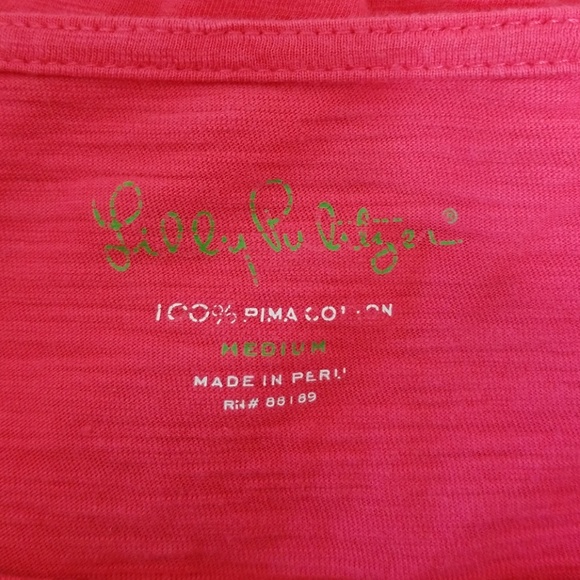 Lilly Pulitzer®
100% PIMA COTTON
MEDIUM
MADE IN PERU
RN# 88189